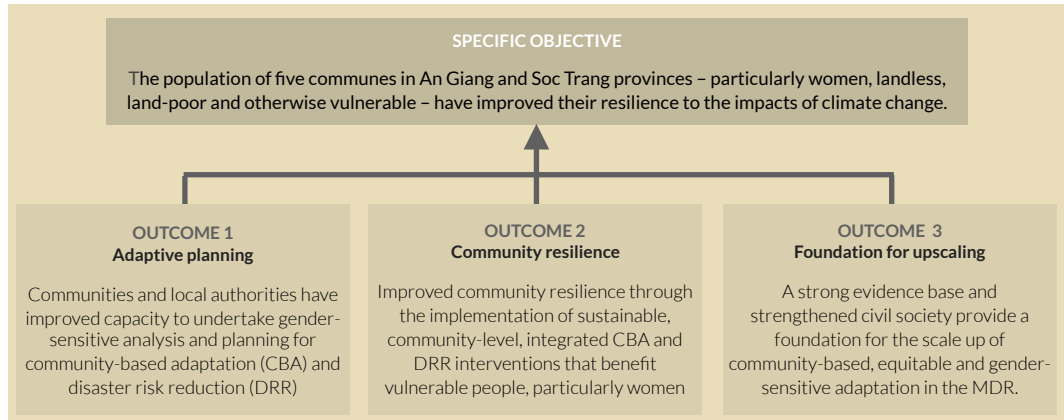 SPECIFIC OBJECTIVE
The population of five communes in An Giang and Soc Trang provinces – particularly women, landless,
land-poor and otherwise vulnerable – have improved their resilience to the impacts of climate change.
OUTCOME 1
Adaptive planning
Communities and local authorities have
improved capacity to undertake gender-
sensitive analysis and planning for
community-based adaptation (CBA) and
disaster risk reduction (DRR)
OUTCOME 2
Community resilience
Improved community resilience through
the implementation of sustainable,
community-level, integrated CBA and
DRR interventions that benefit
vulnerable people, particularly women
OUTCOME 3
Foundation for upscaling
A strong evidence base and
strengthened civil society provide a
foundation for the scale up of
community-based, equitable and gender-
sensitive adaptation in the MDR.